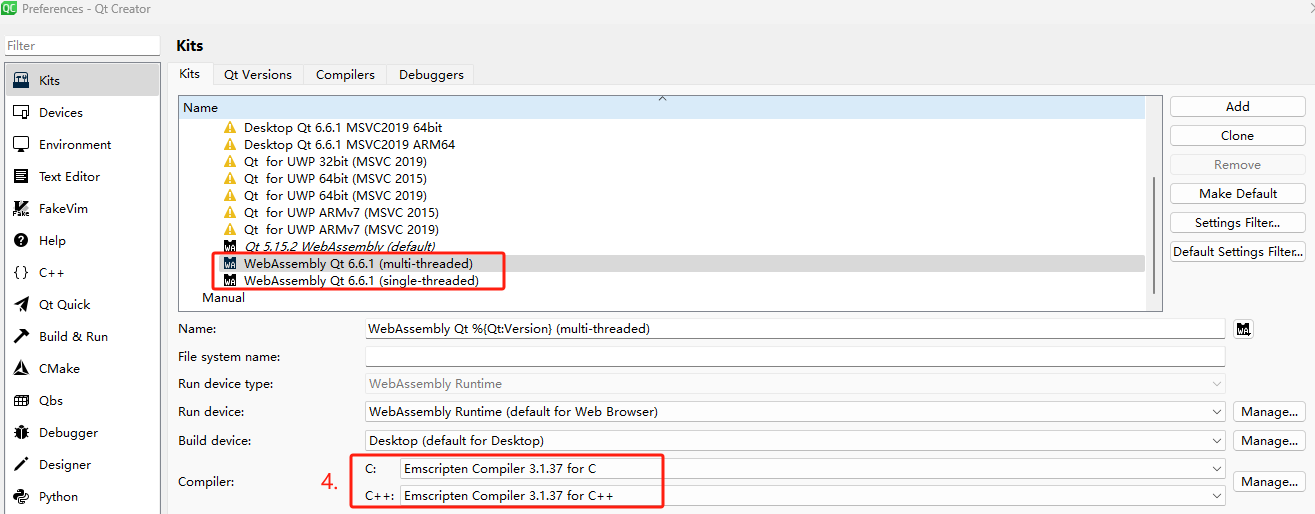 QC Preferences - Qt Creator
Filter
Kits
Devices
Environment
Text Editor
FakeVim
Help
C++
Qt Quick
Build & Run
CMake
Qbs
Debugger
Designer
Python
Kits
Kits Qt Versions Compilers Debuggers
Name
Desktop Qt 6.6.1 MSVC2019 64bit
Desktop Qt 6.6.1 MSVC2019 ARM64
Qt for UWP 32bit (MSVC 2019)
Qt for UWP 64bit (MSVC 2015)
Qt for UWP 64bit (MSVC 2019)
Qt for UWP ARMv7 (MSVC 2015)
Qt for UWP ARMv7 (MSVC 2019)
WA Qt 5.15.2 WebAssembly (default)
WA WebAssembly Qt 6.6.1 (multi-threaded)
WA WebAssembly Qt 6.6.1 (single-threaded)
Manual
Add
Clone
Remove
Make Default
Settings Filter...
Default Settings Filter...
Name: WebAssembly Qt %{Qt:Version} (multi-threaded) WA
File system name:
Run device type: WebAssembly Runtime
Run device: WebAssembly Runtime (default for Web Browser) Manage...
Build device: Desktop (default for Desktop) Manage...
Compiler: 4. C: Emscripten Compiler 3.1.37 for C
C++: Emscripten Compiler 3.1.37 for C++ Manage...